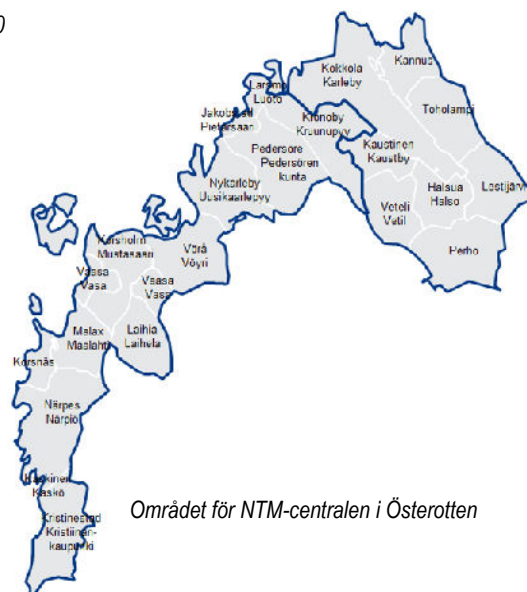 Kannus
Kokkola
Karleby
Larsmo
Luoto
Toholampi
Jakobstad
Pietarsaari
Kronoby
Kruunupyy
Pedersöre
Pedersören
kunta
Kaustinen
Kaustby
Lestijärvi
Halsua
Halso
Nykarleby
Uusikaarlepyy
Veteli
Vetil
Perho
Korsholm
Mustasaari
Vörå
Vöyri
Vaasa
Vasa
Vaasa
Vasa
Malax
Maalahti
Laihia
Laihela
Korsnäs
Närpes
Närpiö
Kaskinen
Kaskö
Kristinestad
Kristiinan-
kaupunki
Området för NTM-centralen i Österotten